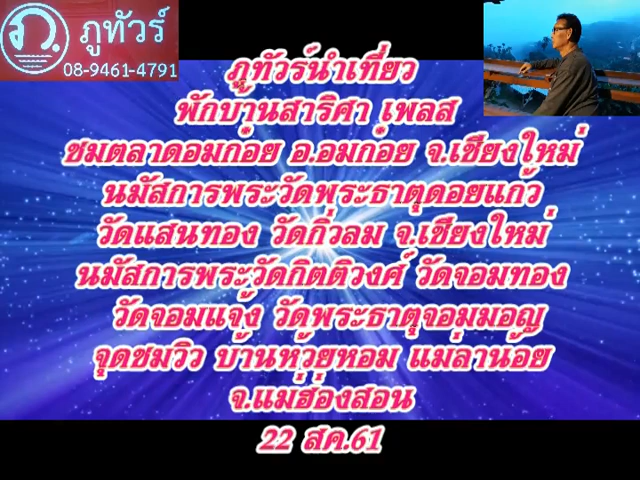 ภ.
ภูทัวร์
08-9461-4791
ภูทัวร์นำเที่ยว
พักบ้านสาริศา เพลส
ชมตลาดอมก๋อย อ.อมก๋อย จ.เชียงใหม่
นมัสการพระวัดพระธาตุดอยแก้ว
วัดแสนทอง วัดกิ่วลม จ.เชียงใหม่
นมัสการพระวัดกิตติวงศ์ วัดจอมทอง
วัดจอมแจ้ง วัดพระธาตุจอมมอญ
จุดชมวิว บ้านห้วยหอม แม่ลาน้อย
จ.แม่ฮ่องสอน
22 สค.61